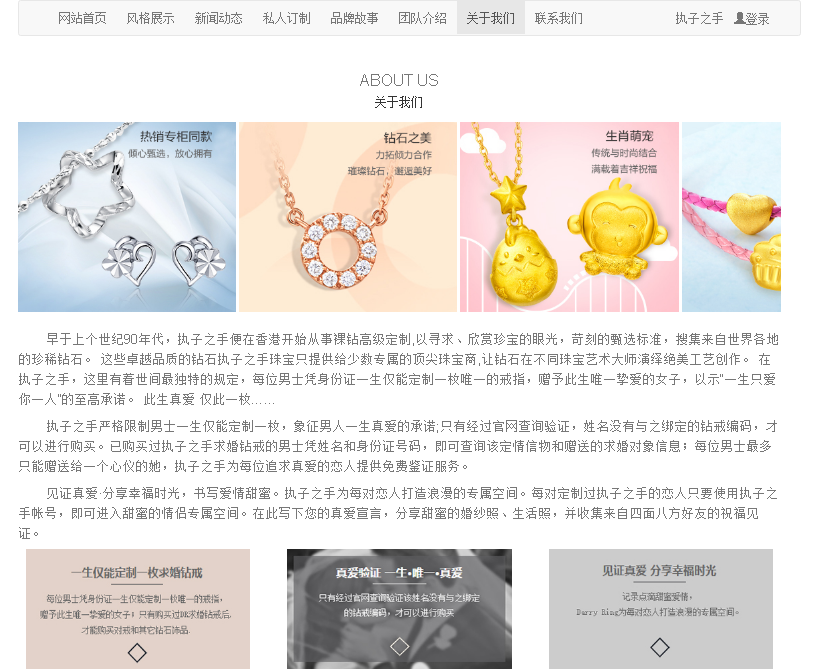 网站首页 风格展示 新闻动态 私人订制 品牌故事 团队介绍 关于我们 联系我们 执子之手 登录
ABOUT US
关于我们
热销专柜同款
倾心甄选，放心拥有
钻石之美
力拓倾力合作
璀璨钻石，邂逅美好
生肖萌宠
传统与时尚结合
满载着吉祥祝福
早于上个世纪90年代，执子之手便在香港开始从事裸钻高级定制,以寻求、欣赏珍宝的眼光，苛刻的甄选标准，搜集来自世界各地
的珍稀钻石。 这些卓越品质的钻石执子之手珠宝只提供给少数专属的顶尖珠宝商,让钻石在不同珠宝艺术大师演绎绝美工艺创作。 在
执子之手，这里有着世间最独特的规定，每位男士凭身份证一生仅能定制一枚唯一的戒指，赠予此生唯一挚爱的女子，以示“一生只爱
你一人”的至高承诺。 此生真爱 仅此一枚……
执子之手严格限制男士一生仅能定制一枚，象征男人一生真爱的承诺;只有经过官网查询验证，姓名没有与之绑定的钻戒编码，才
可以进行购买。已购买过执子之手求婚钻戒的男士凭姓名和身份证号码，即可查询该定情信物和赠送的求婚对象信息；每位男士最多
只能赠送给一个心仪的她，执子之手为每位追求真爱的恋人提供免费鉴证服务。
见证真爱·分享幸福时光，书写爱情甜蜜。执子之手为每对恋人打造浪漫的专属空间。每对定制过执子之手的恋人只要使用执子之
手帐号，即可进入甜蜜的情侣专属空间。在此写下您的真爱宣言，分享甜蜜的婚纱照、生活照，并收集来自四面八方好友的祝福见
证。
一生仅能定制一枚求婚钻戒
每位男士凭身份证一生仅能定制一枚的戒指，
赠予此生唯一挚爱的女子；只有购买过DR求婚钻戒后，
才能购买对戒和其它钻石饰品.
真爱验证 一生•唯一•真爱
只有经过官网查询验证该姓名没有与之绑定
的钻戒编码，才可以进行购买
见证真爱 分享幸福时光
记录点滴甜蜜爱情，
Darry Ring为每对恋人打造浪漫的专属空间。